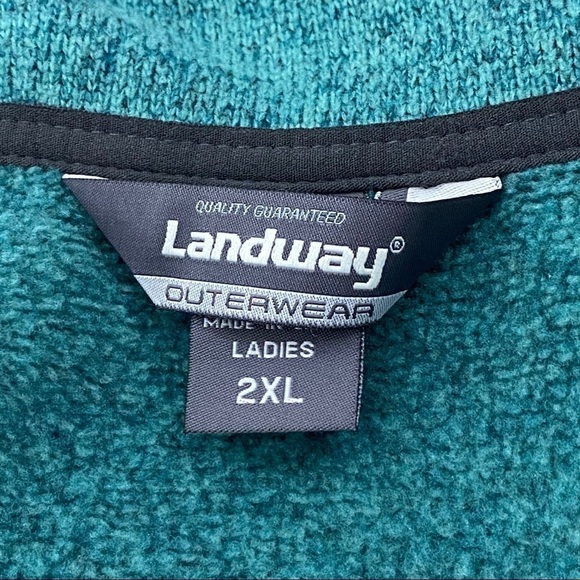 QUALITY GUARANTEED
Landway®
OUTERWEAR
MADE IN
LADIES
2XL